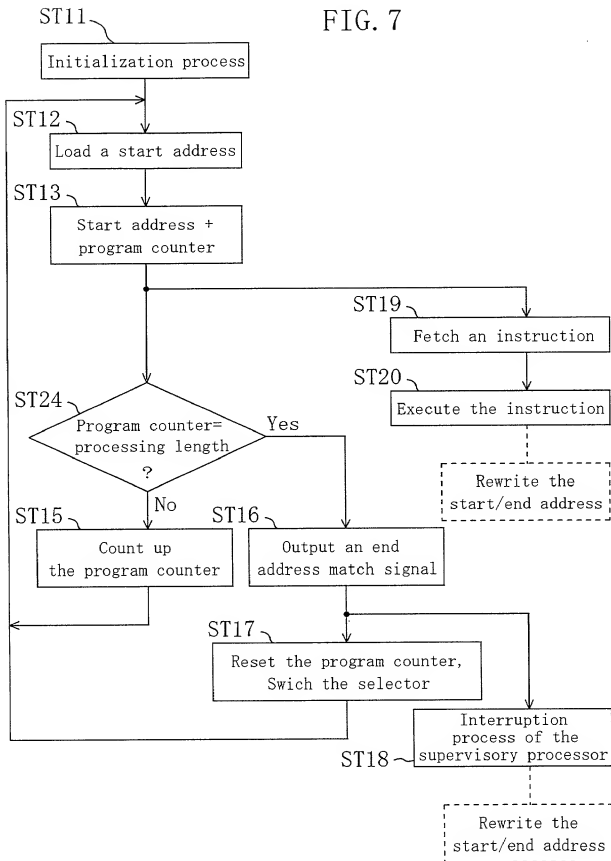 FIG. 7
ST11
Initialization process
ST12
Load a start address
ST13
Start address +
program counter
ST19
Fetch an instruction
ST20
Execute the instruction
Rewrite the
start/end address
ST24
Program counter=
processing length
?
Yes
No
ST15
Count up
the program counter
ST16
Output an end
address match signal
ST17
Reset the program counter,
Swich the selector
ST18
Interruption
process of the
supervisory processor
Rewrite the
start/end address